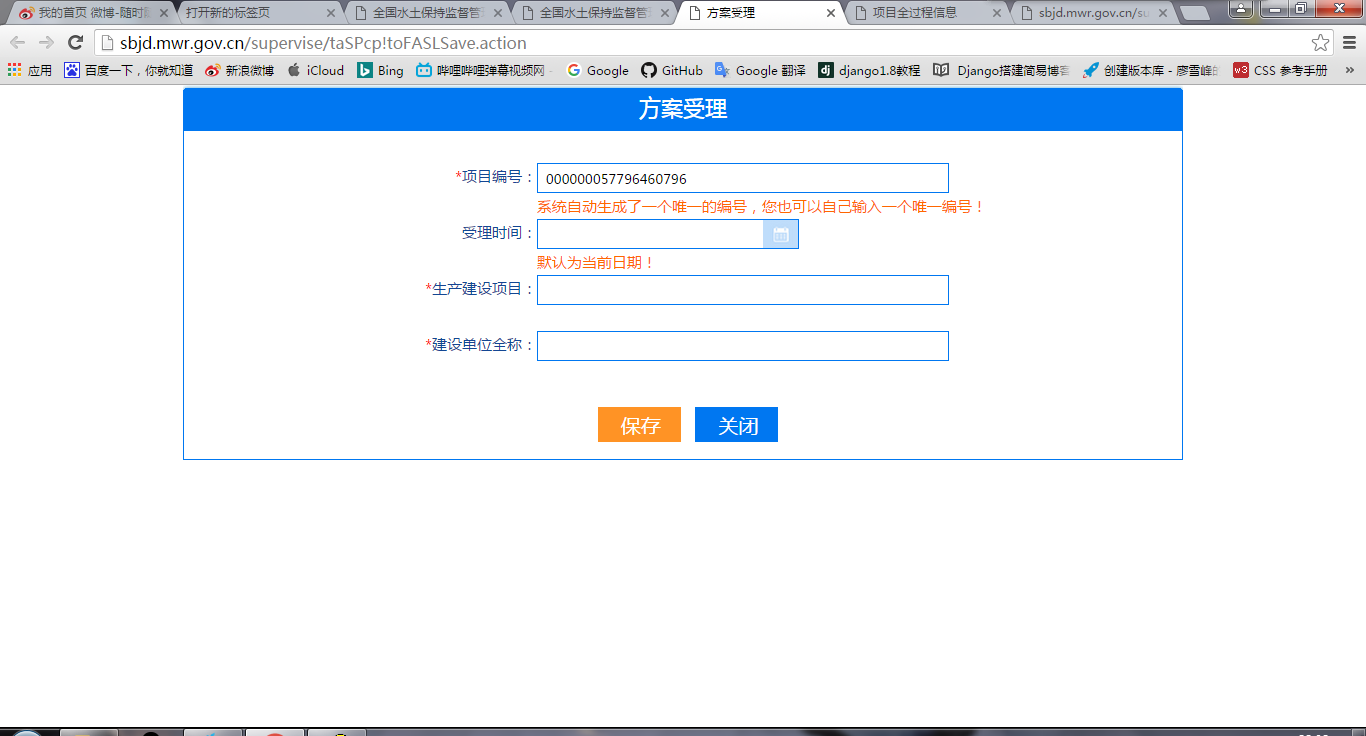 我的首页 微博-随时随
打开新的标签页
全国水土保持监督管理
全国水土保持监督管理
方案受理
项目全过程信息
sbjd.mwr.gov.cn/su
sbjd.mwr.gov.cn/supervise/taSPcp!toFASLSave.action
应用
百度一下，你就知道
新浪微博
iCloud
Bing
哔哩哔哩弹幕视频网
Google
GitHub
Google 翻译
dj django1.8教程
Django搭建简易博客
创建版本库 - 廖雪峰的
w3 CSS 参考手册
»
方案受理
*项目编号：000000057796460796
系统自动生成了一个唯一的编号，您也可以自己输入一个唯一编号！
受理时间：
默认为当前日期！
*生产建设项目：
*建设单位全称：
保存 关闭